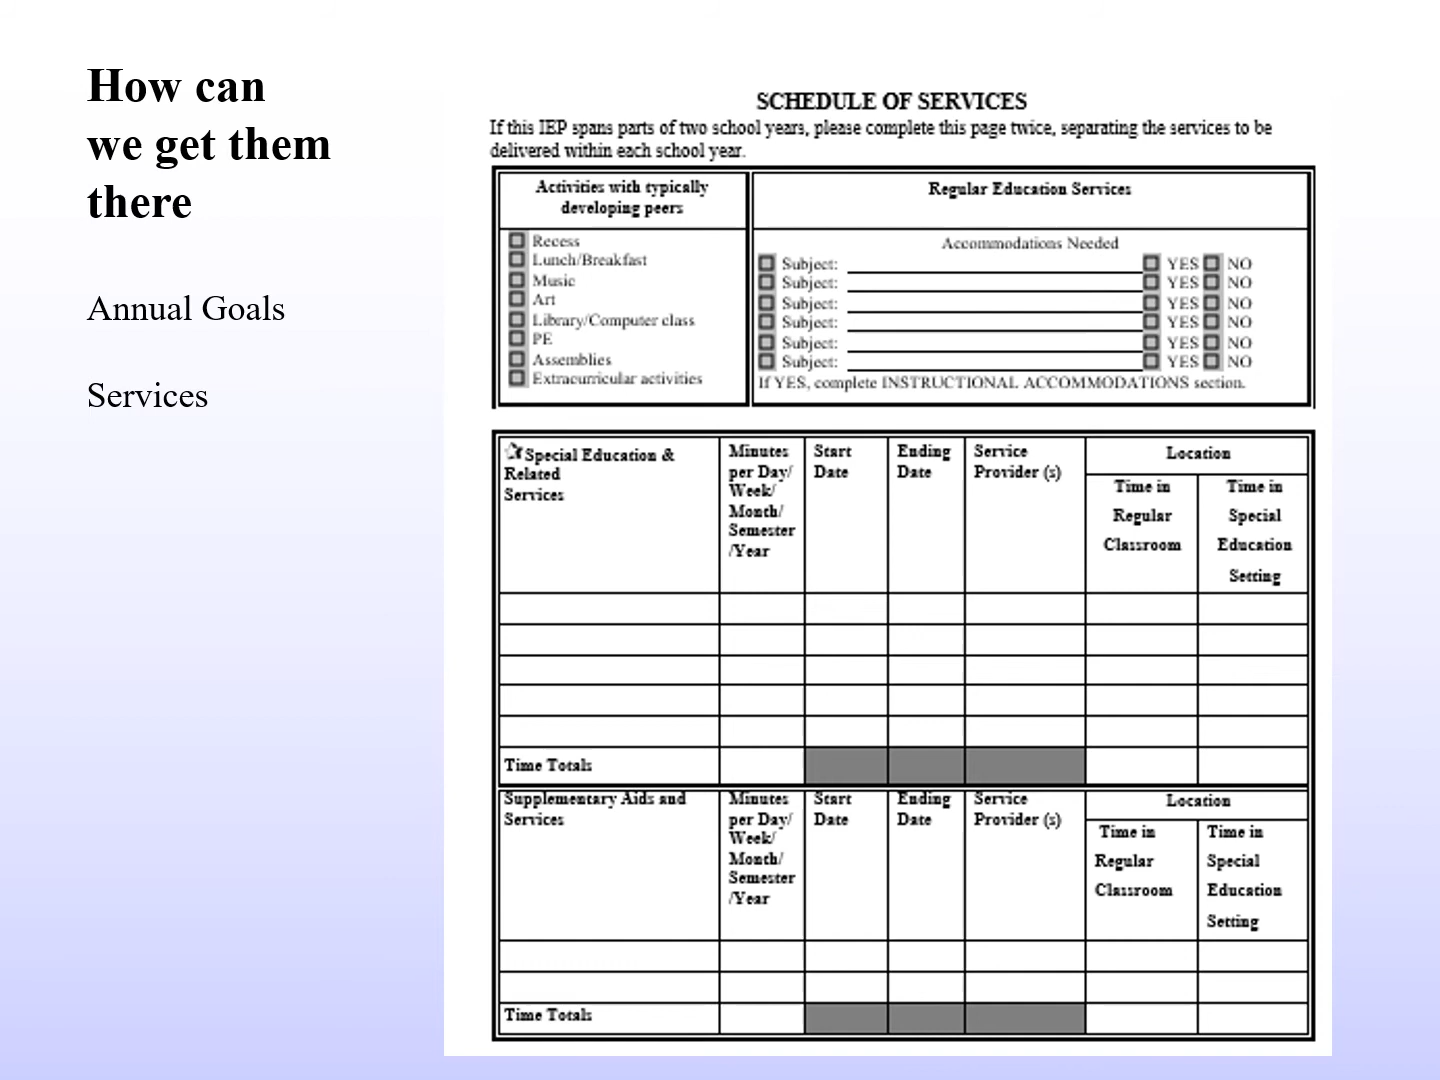 How can
we get them
there
Annual Goals
Services
SCHEDULE OF SERVICES
If this IEP spans parts of two school years, please complete this page twice, separating the services to be
delivered within each school year.
Activities with typically
developing peers
Recess
Lunch/Breakfast
Music
Art
Library/Computer class
PE
Assemblies
Extracurricular activities
Regular Education Services
Accommodations Needed
Subject: YES NO
Subject: YES NO
Subject: YES NO
Subject: YES NO
Subject: YES NO
Subject: YES NO
If YES, complete INSTRUCTIONAL ACCOMMODATIONS section.
Special Education &
Related
Services
Minutes
per Day/
Week/
Month/
Semester
/Year
Start
Date
Ending
Date
Service
Provider (s)
Location
Time in
Regular
Classroom
Time in
Special
Education
Setting
Time Totals
Supplementary Aids and
Services
Minutes
per Day/
Week/
Month/
Semester
/Year
Start
Date
Ending
Date
Service
Provider (s)
Location
Time in
Regular
Classroom
Time in
Special
Education
Setting
Time Totals